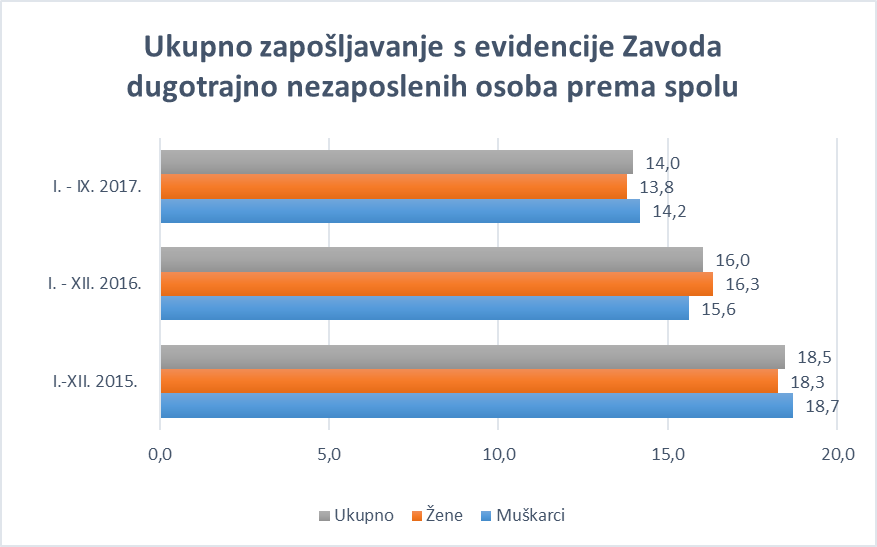 Ukupno zapošljavanje s evidencije Zavoda
dugotrajno nezaposlenih osoba prema spolu
I. - IX. 2017.
14,0
13,8
14,2
I. - XII. 2016.
16,0
16,3
15,6
I.-XII. 2015.
18,5
18,3
18,7
0,0 5,0 10,0 15,0 20,0
Ukupno Žene Muškarci